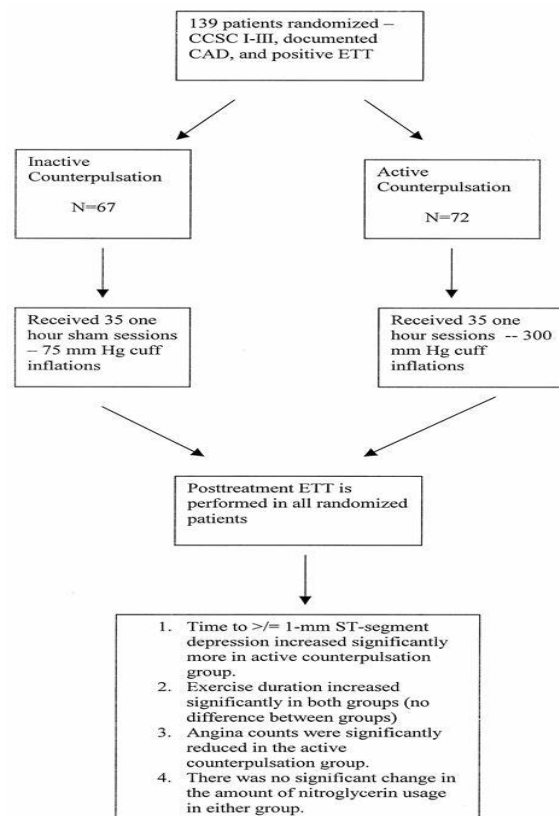 139 patients randomized –
CCSC I-III, documented
CAD, and positive ETT
Inactive
Counterpulsation
N=67
Active
Counterpulsation
N=72
Received 35 one
hour sham sessions
– 75 mm Hg cuff
inflations
Received 35 one
hour sessions -- 300
mm Hg cuff
inflations
Posttreatment ETT is
performed in all randomized
patients
1. Time to >/= 1-mm ST-segment
depression increased significantly
more in active counterpulsation
group.
2. Exercise duration increased
significantly in both groups (no
difference between groups)
3. Angina counts were significantly
reduced in the active
counterpulsation group.
4. There was no significant change in
the amount of nitroglycerin usage
in either group.